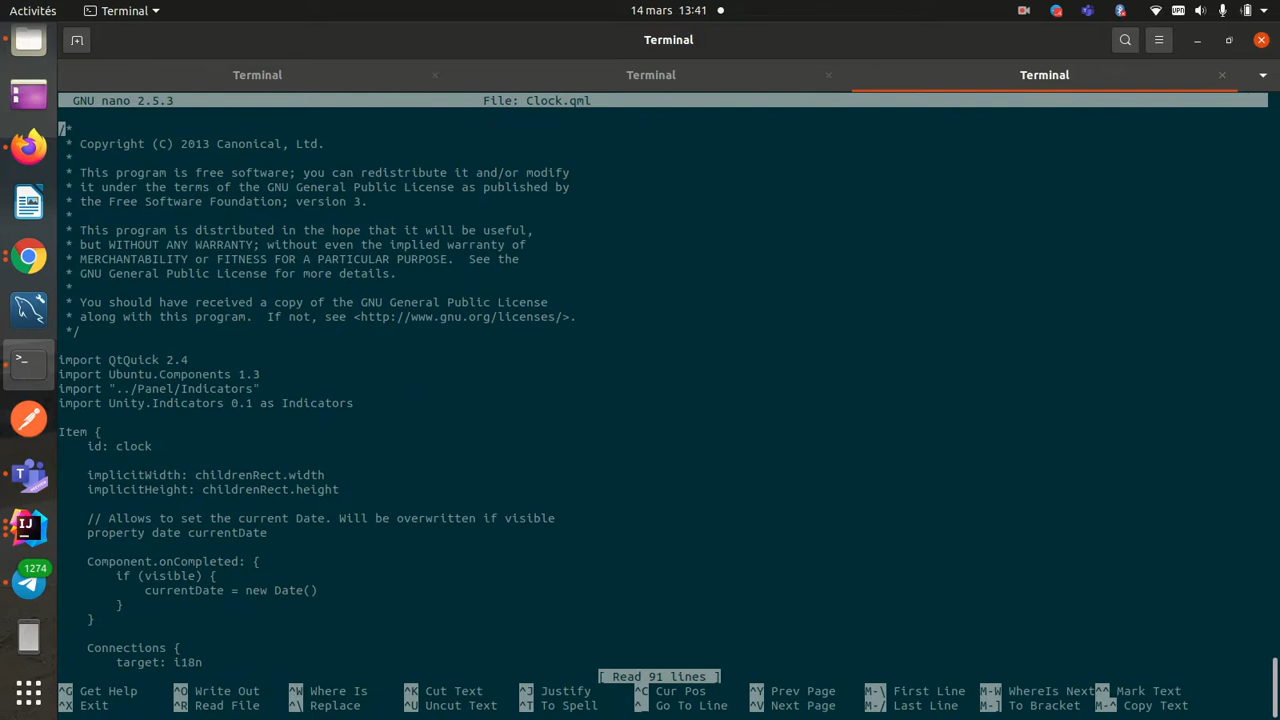 Activités
Terminal
14 mars 13:41
JPO
Terminal
Terminal
Terminal
Terminal
GNU nano 2.5.3
File: Clock.qml
/*
* Copyright (C) 2013 Canonical, Ltd.
*
* This program is free software; you can redistribute it and/or modify
* it under the terms of the GNU General Public License as published by
* the Free Software Foundation; version 3.
*
* This program is distributed in the hope that it will be useful,
* but WITHOUT ANY WARRANTY; without even the implied warranty of
* MERCHANTABILITY or FITNESS FOR A PARTICULAR PURPOSE.  See the
* GNU General Public License for more details.
*
* You should have received a copy of the GNU General Public License
* along with this program.  If not, see <http://www.gnu.org/licenses/>.
*/
import QtQuick 2.4
import Ubuntu.Components 1.3
import "../Panel/Indicators"
import Unity.Indicators 0.1 as Indicators
Item {
id: clock
implicitWidth: childrenRect.width
implicitHeight: childrenRect.height
// Allows to set the current Date. Will be overwritten if visible
property date currentDate
Component.onCompleted: {
if (visible) {
currentDate = new Date()
}
}
Connections {
target: i18n
[ Read 91 lines ]
^G Get Help ^O Write Out ^W Where Is ^K Cut Text ^J Justify ^C Cur Pos ^Y Prev Page M-\ First Line M-W WhereIs Next ^^ Mark Text
^X Exit ^R Read File ^\ Replace ^U Uncut Text ^T To Spell ^_ Go To Line ^V Next Page M-/ Last Line M-] To Bracket M-^ Copy Text
>_
IJ
1274